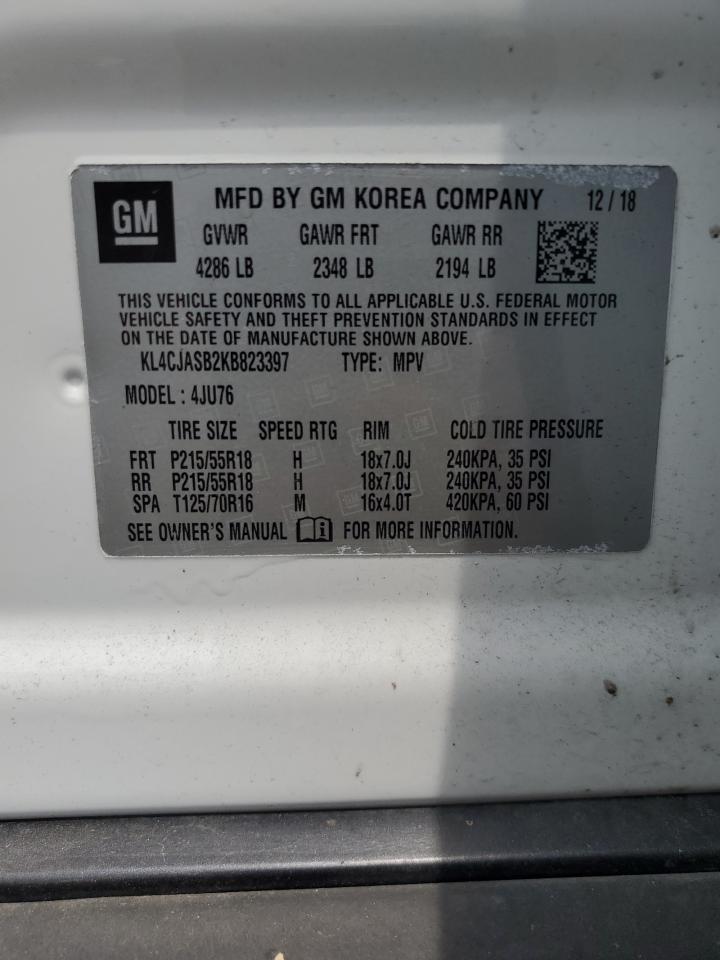 GM MFD BY GM KOREA COMPANY 12 / 18
GVWR GAWR FRT GAWR RR
4286 LB 2348 LB 2194 LB
THIS VEHICLE CONFORMS TO ALL APPLICABLE U.S. FEDERAL MOTOR
VEHICLE SAFETY AND THEFT PREVENTION STANDARDS IN EFFECT
ON THE DATE OF MANUFACTURE SHOWN ABOVE.
KL4CJASB2KB823397 TYPE: MPV
MODEL : 4JU76
TIRE SIZE SPEED RTG RIM COLD TIRE PRESSURE
FRT P215/55R18 H 18x7.0J 240KPA, 35 PSI
RR P215/55R18 H 18x7.0J 240KPA, 35 PSI
SPA T125/70R16 M 16x4.0T 420KPA, 60 PSI
SEE OWNER'S MANUAL FOR MORE INFORMATION.